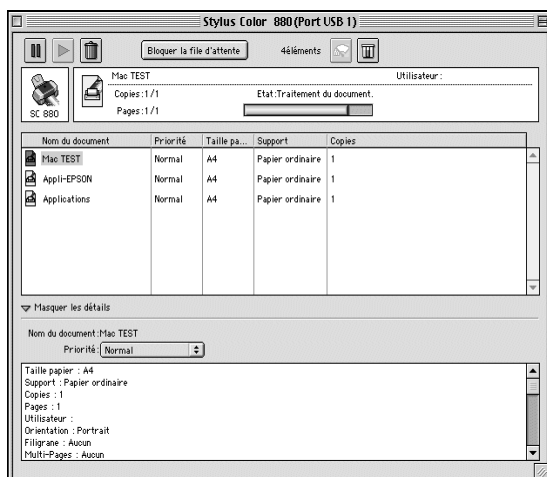 Stylus Color 880(Port USB 1)
Bloquer la file d'attente
4éléments
Mac TEST
Utilisateur :
Copies:1/1
Etat:Traitement du document.
Pages:1/1
SC 880
Nom du document Priorité Taille pa... Support Copies
Mac TEST Normal A4 Papier ordinaire 1
Appli-EPSON Normal A4 Papier ordinaire 1
Applications Normal A4 Papier ordinaire 1
Masquer les détails
Nom du document:Mac TEST
Priorité: Normal
Taille papier : A4
Support : Papier ordinaire
Copies : 1
Pages : 1
Utilisateur :
Orientation : Portrait
Filigrane : Aucun
Multi-Pages : Aucun